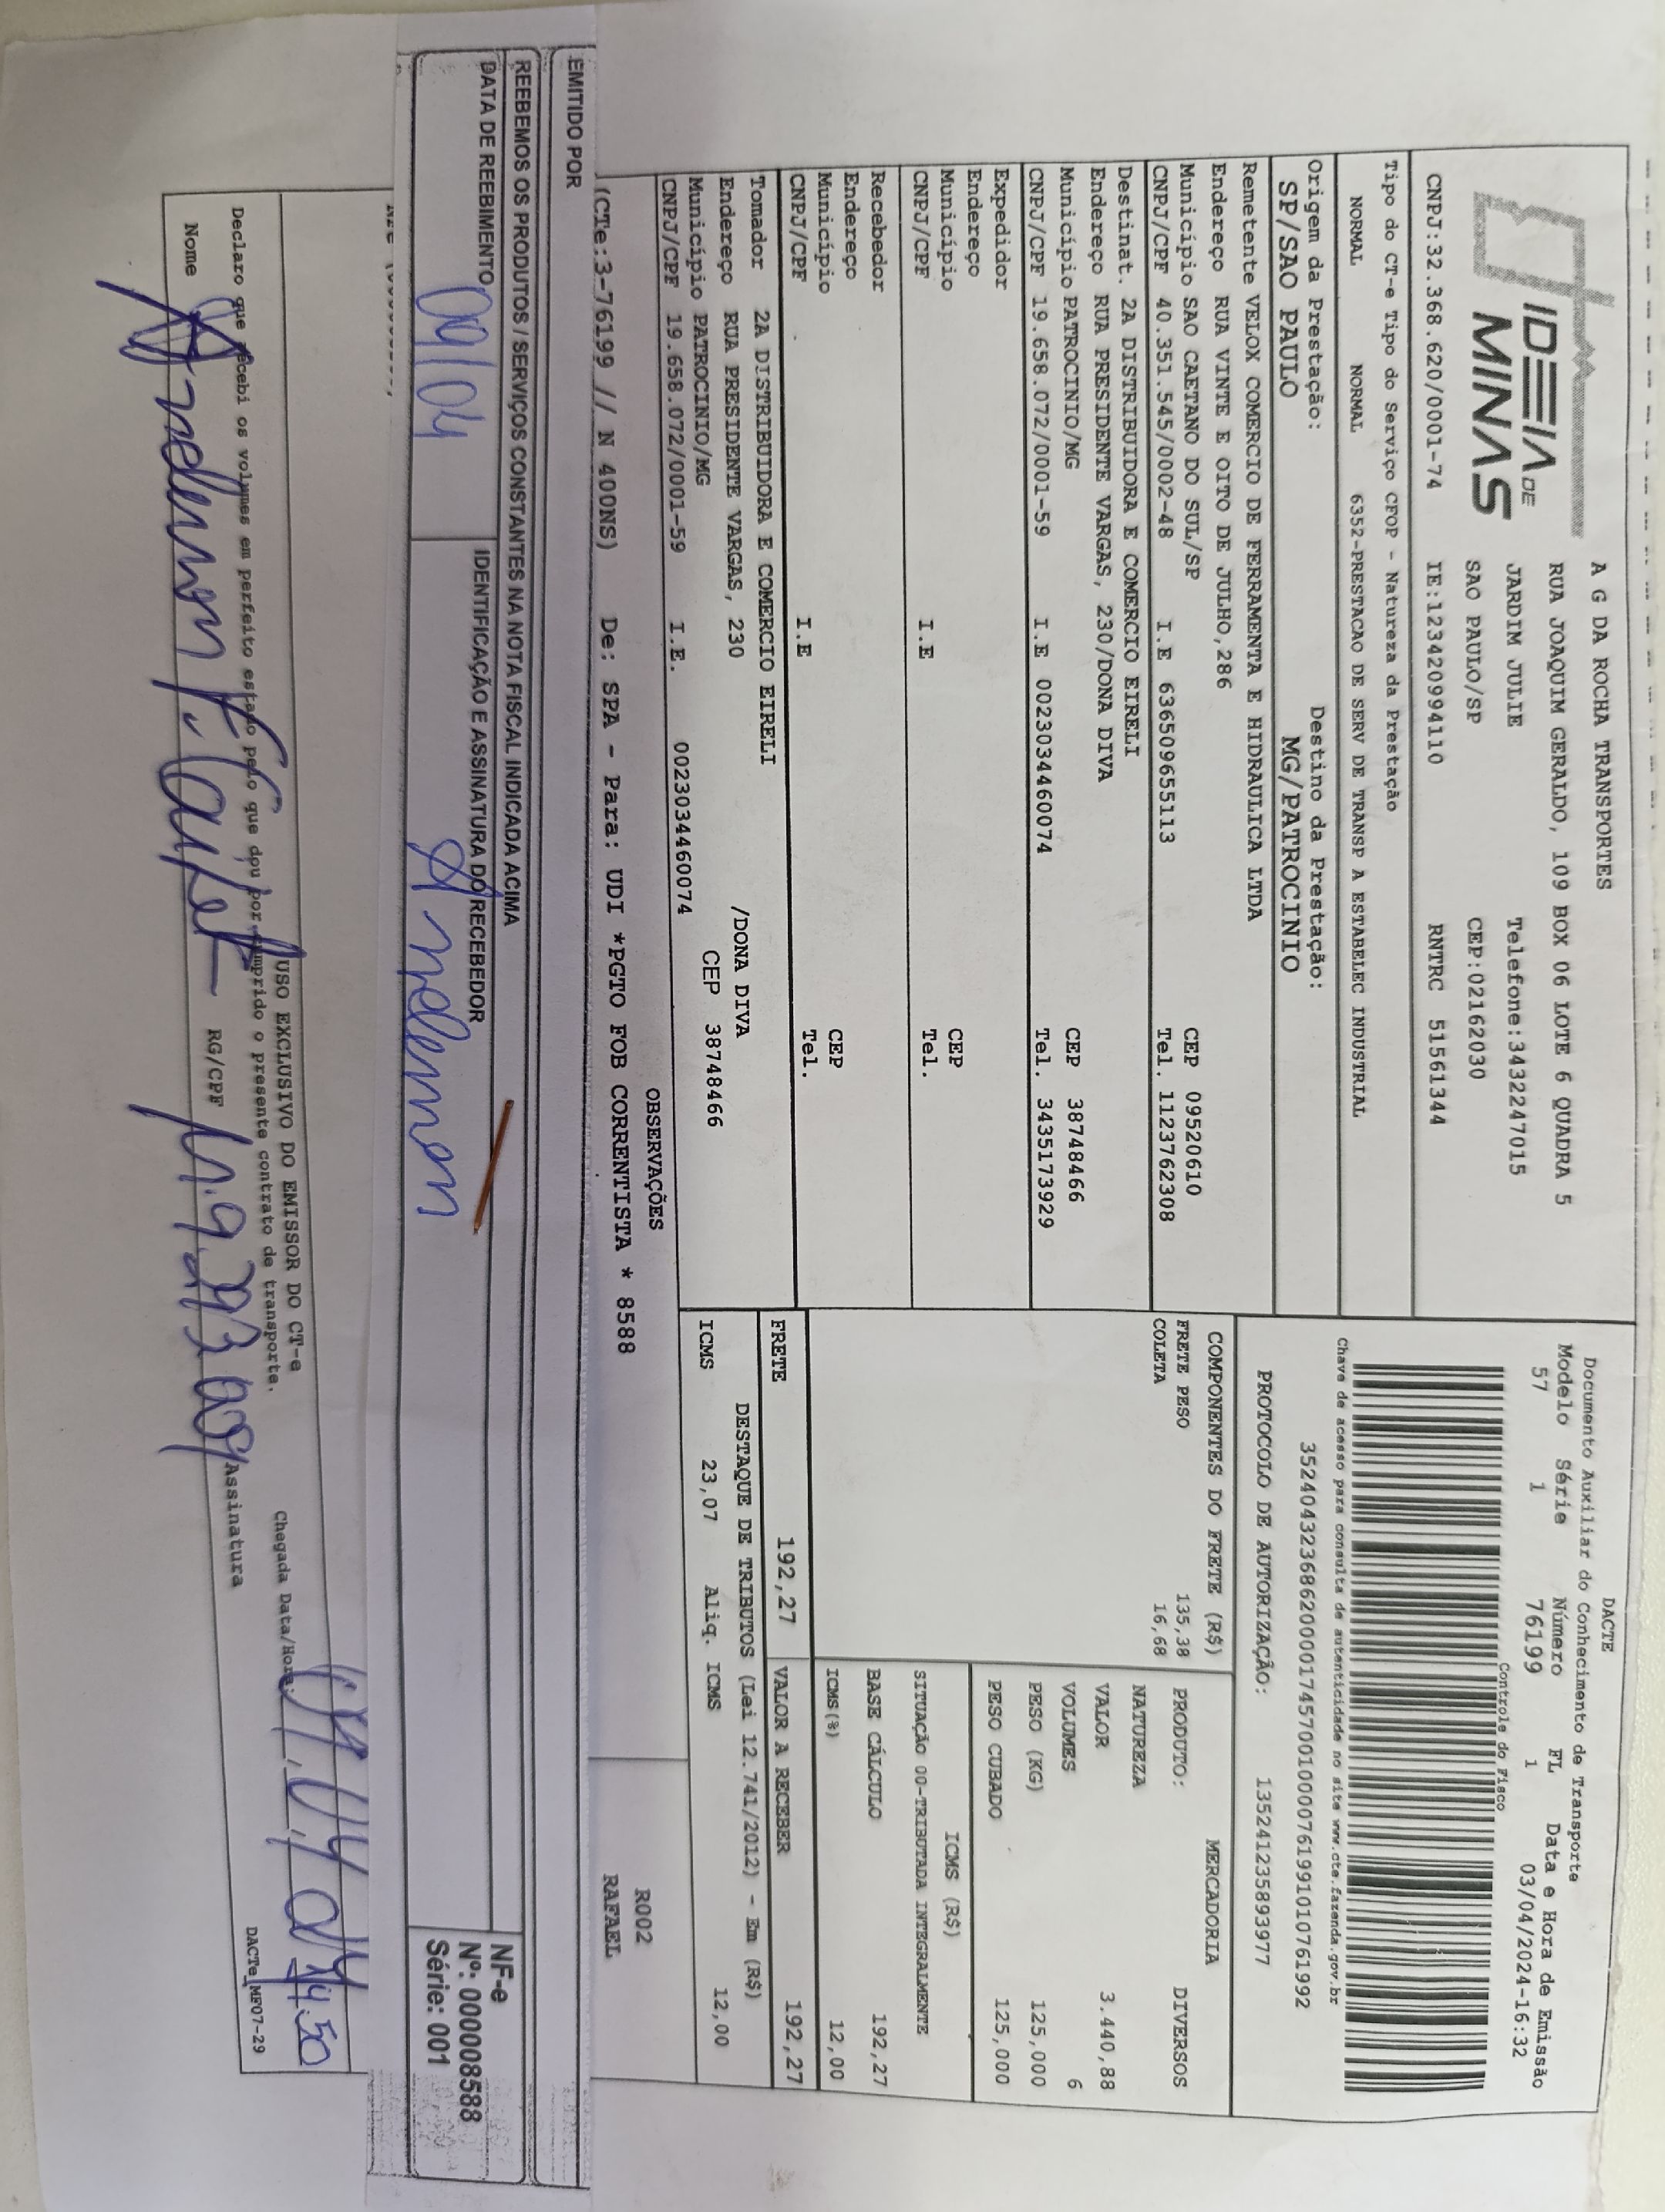 IDEIA DE
MINAS
A G DA ROCHA TRANSPORTES
RUA JOAQUIM GERALDO, 109 BOX 06 LOTE 6 QUADRA 5
JARDIM JULIE Telefone:3432247015
SAO PAULO/SP CEP:02162030
CNPJ:32.368.620/0001-74 IE:123420994110 RNTRC 51561344
Tipo do CT-e Tipo do Serviço CFOP - Natureza da Prestação
NORMAL NORMAL 6352-PRESTACAO DE SERV DE TRANSP A ESTABELEC INDUSTRIAL
Origem da Prestação: Destino da Prestação:
SP/SAO PAULO MG/PATROCINIO
Remetente VELOX COMERCIO DE FERRAMENTA E HIDRAULICA LTDA
Endereço RUA VINTE E OITO DE JULHO,286
Município SAO CAETANO DO SUL/SP CEP 09520610
CNPJ/CPF 40.351.545/0002-48 I.E 636509655113 Tel. 1123762308
Destinat. 2A DISTRIBUIDORA E COMERCIO EIRELI
Endereço RUA PRESIDENTE VARGAS, 230/DONA DIVA
Município PATROCINIO/MG CEP 38748466
CNPJ/CPF 19.658.072/0001-59 I.E 0023034460074 Tel. 3435173929
Expedidor
Endereço
Município CEP
CNPJ/CPF I.E Tel.
Recebedor
Endereço
Município CEP
CNPJ/CPF I.E Tel.
Tomador 2A DISTRIBUIDORA E COMERCIO EIRELI
Endereço RUA PRESIDENTE VARGAS, 230 /DONA DIVA
Município PATROCINIO/MG CEP 38748466
CNPJ/CPF 19.658.072/0001-59 I.E. 0023034460074
DACTE
Documento Auxiliar do Conhecimento de Transporte
Modelo Série Número FL Data e Hora de Emissão
57 1 76199 1 03/04/2024-16:32
Controle do Fisco
Chave de acesso para consulta de autenticidade no site www.cte.fazenda.gov.br
35240432368620000174570010000761991010761992
PROTOCOLO DE AUTORIZAÇÃO: 135241235893977
COMPONENTES DO FRETE (R$)
FRETE PESO 135,38
COLETA 16,68
MERCADORIA
PRODUTO: DIVERSOS
NATUREZA
VALOR 3.440,88
VOLUMES 6
PESO (KG) 125,000
PESO CUBADO 125,000
ICMS (R$)
SITUAÇÃO 00-TRIBUTADA INTEGRALMENTE
BASE CÁLCULO 192,27
ICMS(%) 12,00
FRETE 192,27 VALOR A RECEBER 192,27
DESTAQUE DE TRIBUTOS (Lei 12.741/2012) - Em (R$)
ICMS 23,07 Aliq. ICMS 12,00
OBSERVAÇÕES
(CTe:3-76199 // N 400NS) De: SPA - Para: UDI *PGTO FOB CORRENTISTA * 8588
R002
RAFAEL
EMITIDO POR
REEBEMOS OS PRODUTOS / SERVIÇOS CONSTANTES NA NOTA FISCAL INDICADA ACIMA
DATA DE REEBIMENTO IDENTIFICAÇÃO E ASSINATURA DO RECEBEDOR
09/04
NF-e
Nº: 000008588
Série: 001
USO EXCLUSIVO DO EMISSOR DO CT-e
Chegada Data/Hora: 14:50
Declaro que recebi os volumes em perfeito estado pelo que dou por cumprido o presente contrato de transporte.
Nome RG/CPF Assinatura
DACTe_MF07-29